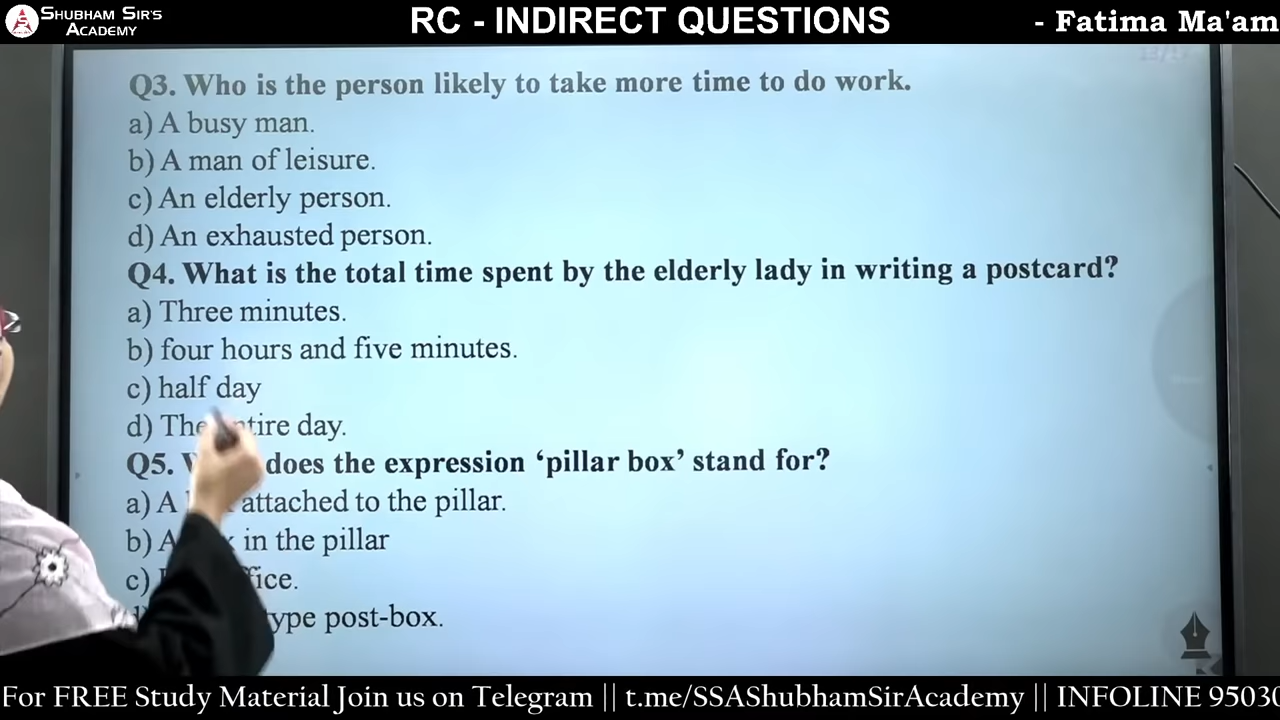 SHUBHAM SIR'S
ACADEMY
RC - INDIRECT QUESTIONS
- Fatima Ma'am
Q3. Who is the person likely to take more time to do work.
a) A busy man.
b) A man of leisure.
c) An elderly person.
d) An exhausted person.
Q4. What is the total time spent by the elderly lady in writing a postcard?
a) Three minutes.
b) four hours and five minutes.
c) half day
d) The day.
Q5. does the expression ‘pillar box’ stand for?
a) A attached to the pillar.
b) in the pillar
c)
post-box.
For FREE Study Material Join us on Telegram || t.me/SSAShubhamSirAcademy || INFOLINE 95030